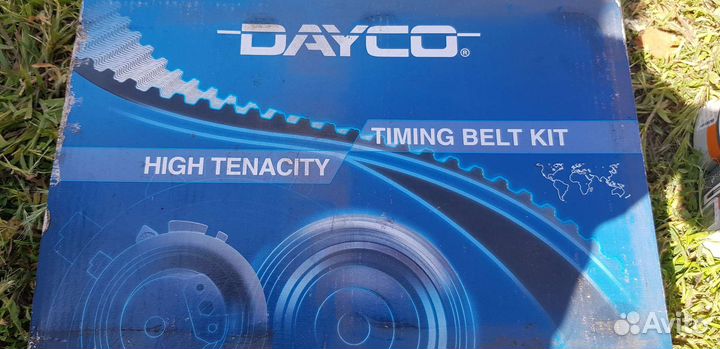 DAYCO®
TIMING BELT KIT
HIGH TENACITY
Avito